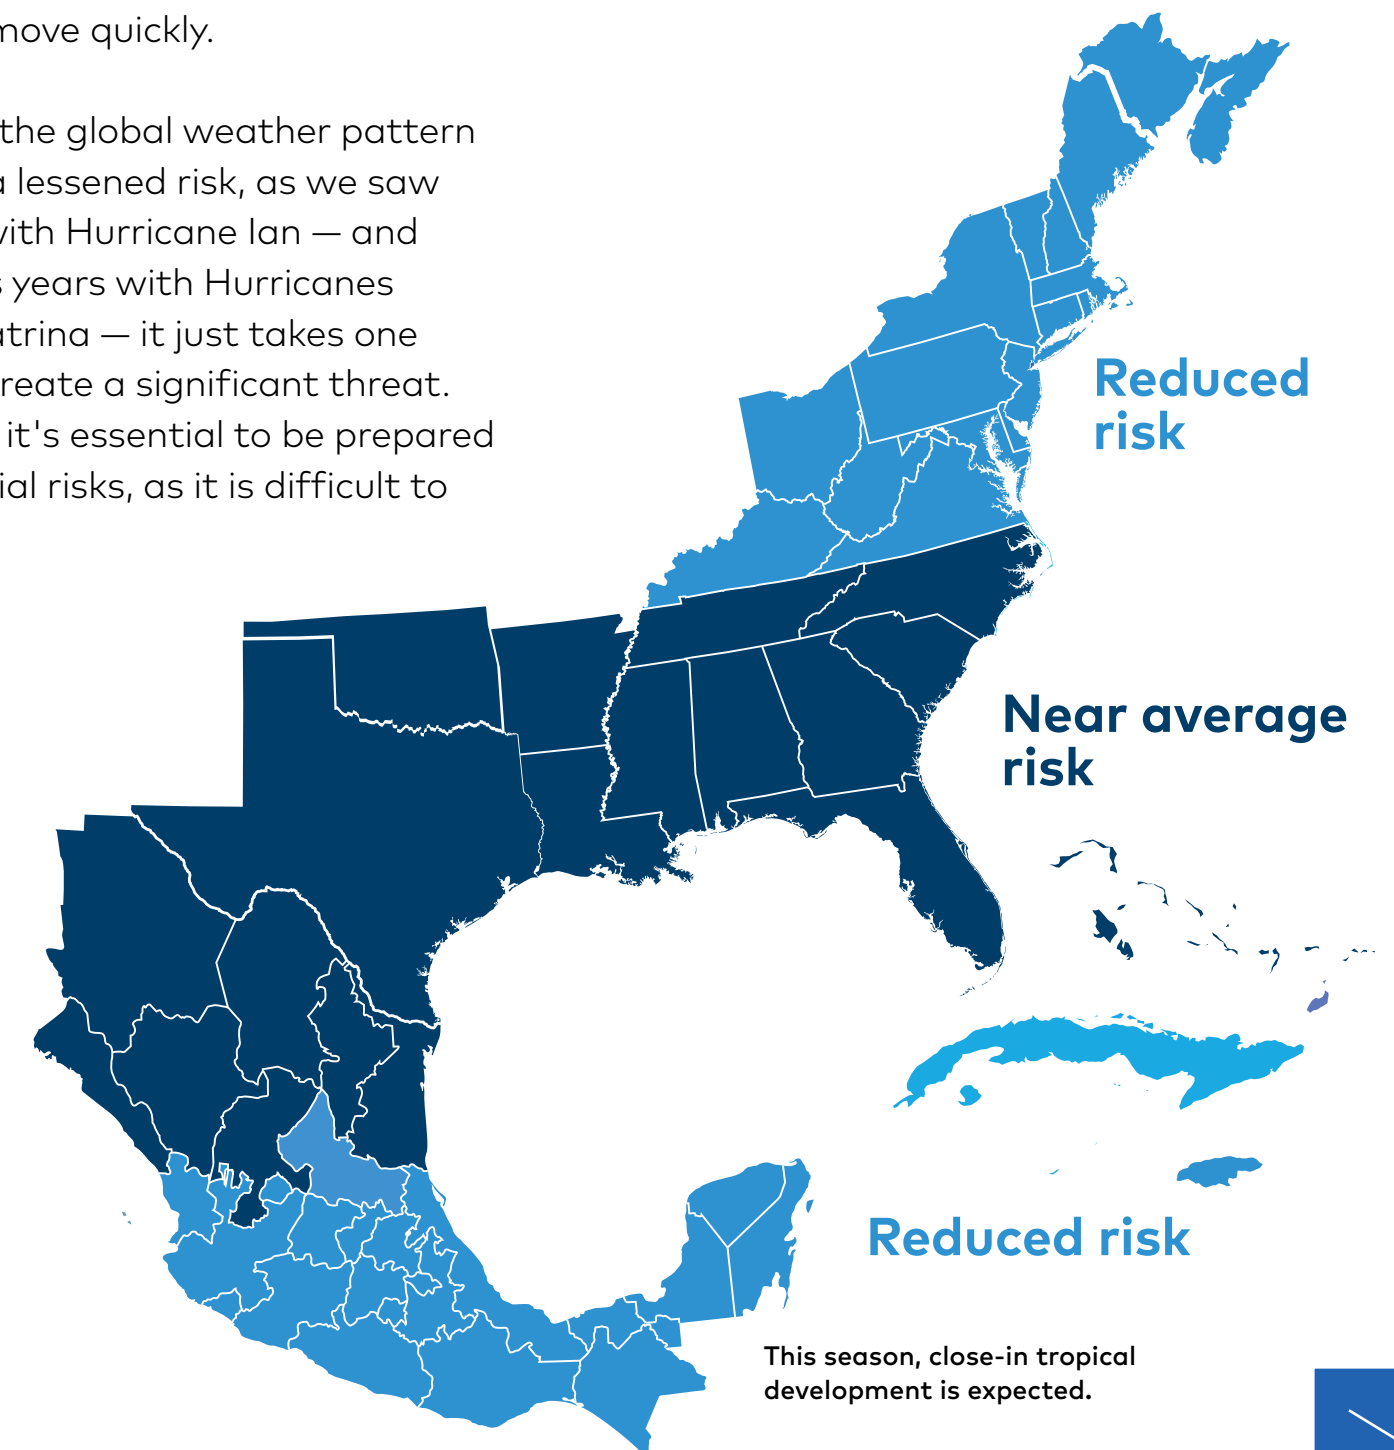 move quickly.
the global weather pattern
a lessened risk, as we saw
with Hurricane Ian — and
s years with Hurricanes
atrina — it just takes one
reate a significant threat.
it's essential to be prepared
ial risks, as it is difficult to
Reduced
risk
Near average
risk
Reduced risk
This season, close-in tropical
development is expected.